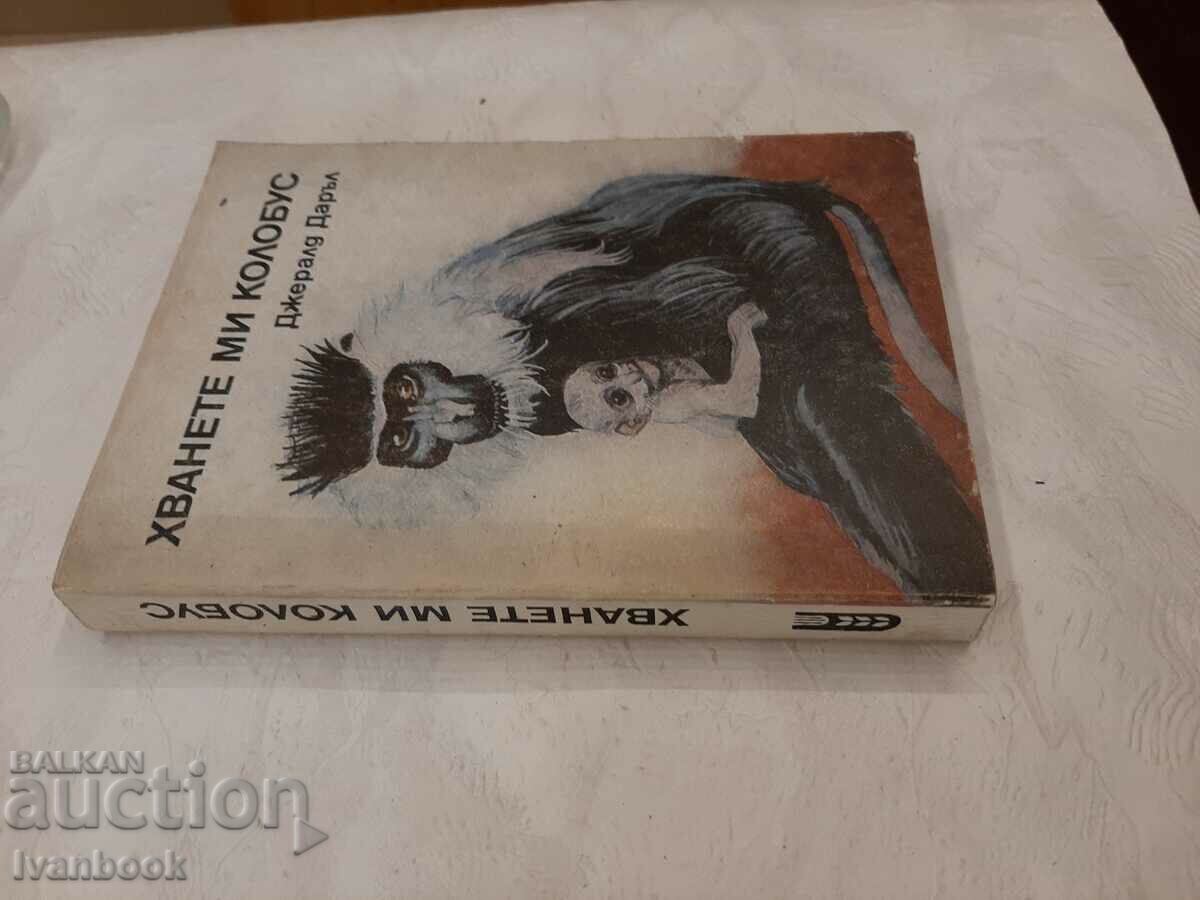 ХВАНЕТЕ МИ КОЛОБУС
Джералд Даръл
ХВАНЕТЕ МИ КОЛОБУС
BALKAN
auction
Ivanbook